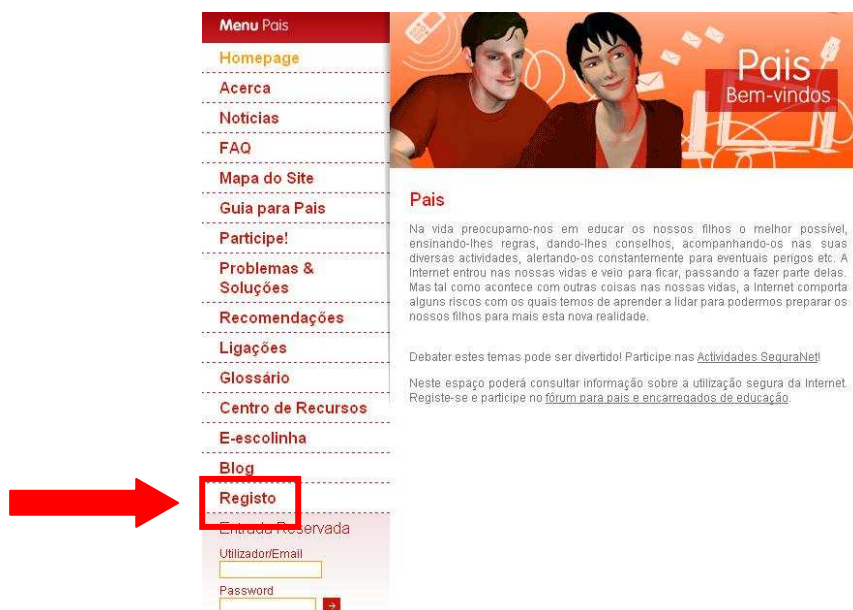 Menu Pais
Homepage
Acerca
Noticias
FAQ
Mapa do Site
Guia para Pais
Participe!
Problemas &
Soluções
Recomendações
Ligações
Glossário
Centro de Recursos
E-escolinha
Blog
Registo
Entrada Reservada
Utilizador/Email
Password
Pais
Bem-vindos
Pais
Na vida preocupamo-nos em educar os nossos filhos o melhor possível,
ensinando-lhes regras, dando-lhes conselhos, acompanhando-os nas suas
diversas actividades, alertando-os constantemente para eventuais perigos etc. A
Internet entrou nas nossas vidas e veio para ficar, passando a fazer parte delas.
Mas tal como acontece com outras coisas nas nossas vidas, a Internet comporta
alguns riscos com os quais temos de aprender a lidar para podermos preparar os
nossos filhos para mais esta nova realidade.
Debater estes temas pode ser divertido! Participe nas Actividades SeguraNet!
Neste espaço poderá consultar informação sobre a utilização segura da Internet.
Registe-se e participe no fórum para pais e encarregados de educação.